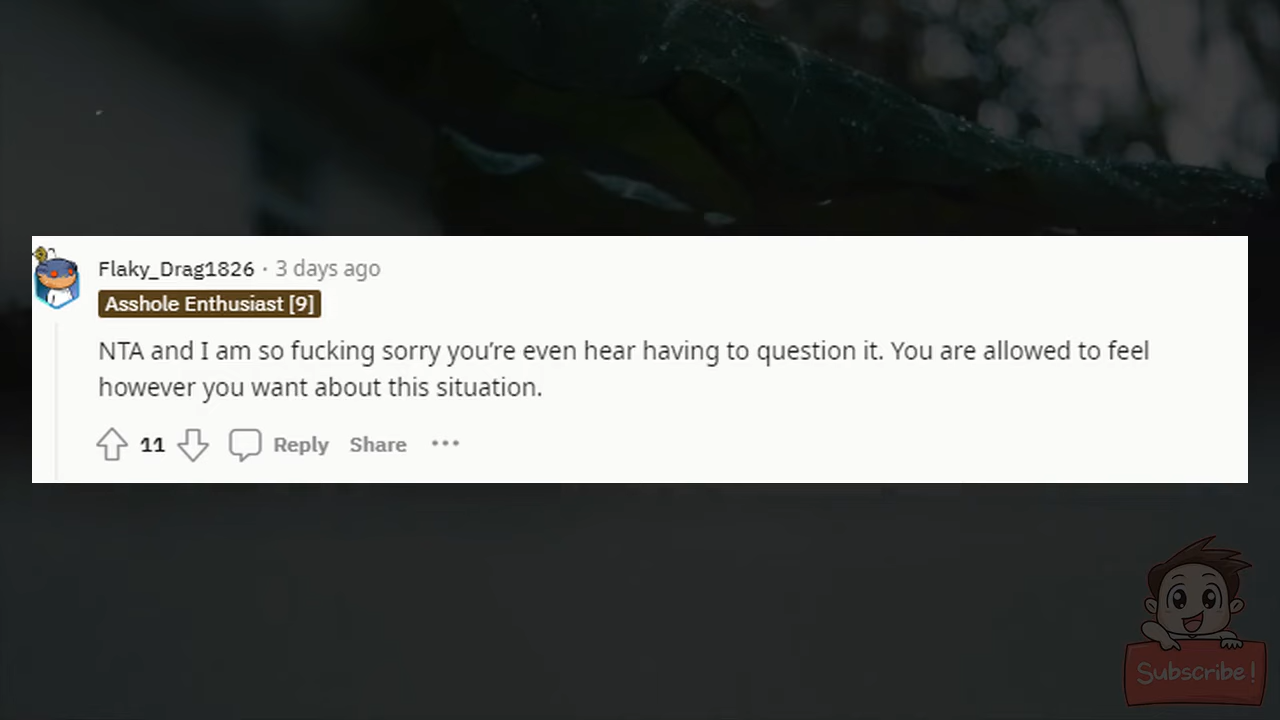 Flaky_Drag1826 · 3 days ago
Asshole Enthusiast [9]
NTA and I am so fucking sorry you’re even hear having to question it. You are allowed to feel
however you want about this situation.
11 Reply Share •••
Subscribe!